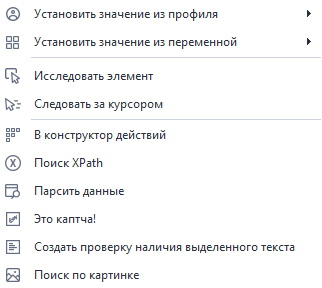 Установить значение из профиля
Установить значение из переменной
Исследовать элемент
Следовать за курсором
В конструктор действий
Поиск XPath
Парсить данные
Это каптча!
Создать проверку наличия выделенного текста
Поиск по картинке